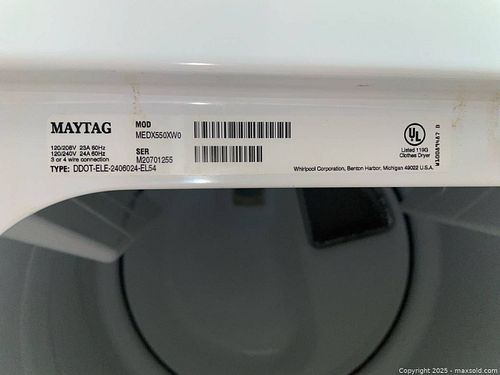 MAYTAG
120/208V 23A 60Hz
120/240V 24A 60Hz
3 or 4 wire connection
TYPE: DDOT-ELE-2406024-EL54
MOD
MEDX550XW0
SER
M20701255
UL
Listed 119G
Clothes Dryer
Whirlpool Corporation, Benton Harbor, Michigan 49022 U.S.A.
Copyright 2025 - maxsold.com